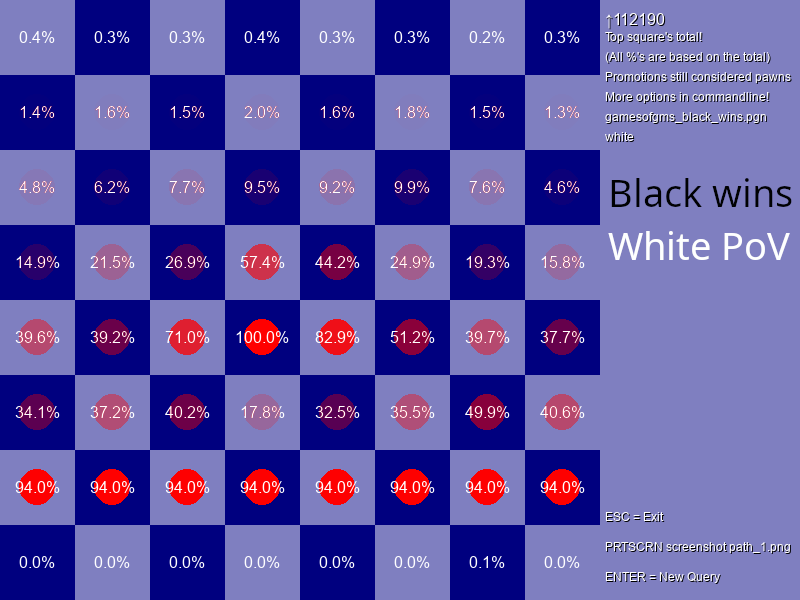 0.4% 0.3% 0.3% 0.4% 0.3% 0.3% 0.2% 0.3%
1.4% 1.6% 1.5% 2.0% 1.6% 1.8% 1.5% 1.3%
4.8% 6.2% 7.7% 9.5% 9.2% 9.9% 7.6% 4.6%
14.9% 21.5% 26.9% 57.4% 44.2% 24.9% 19.3% 15.8%
39.6% 39.2% 71.0% 100.0% 82.9% 51.2% 39.7% 37.7%
34.1% 37.2% 40.2% 17.8% 32.5% 35.5% 49.9% 40.6%
94.0% 94.0% 94.0% 94.0% 94.0% 94.0% 94.0% 94.0%
0.0% 0.0% 0.0% 0.0% 0.0% 0.0% 0.1% 0.0%
↑112190
Top square's total!
(All %'s are based on the total)
Promotions still considered pawns
More options in commandline!
gamesofgms_black_wins.pgn
white
Black wins
White PoV
ESC = Exit
PRTSCRN screenshot path_1.png
ENTER = New Query